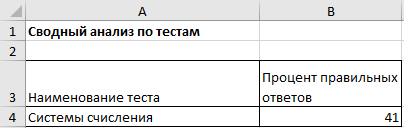 A B
1 Сводный анализ по тестам
2
Процент правильных
3 Наименование теста ответов
4 Системы счисления 41